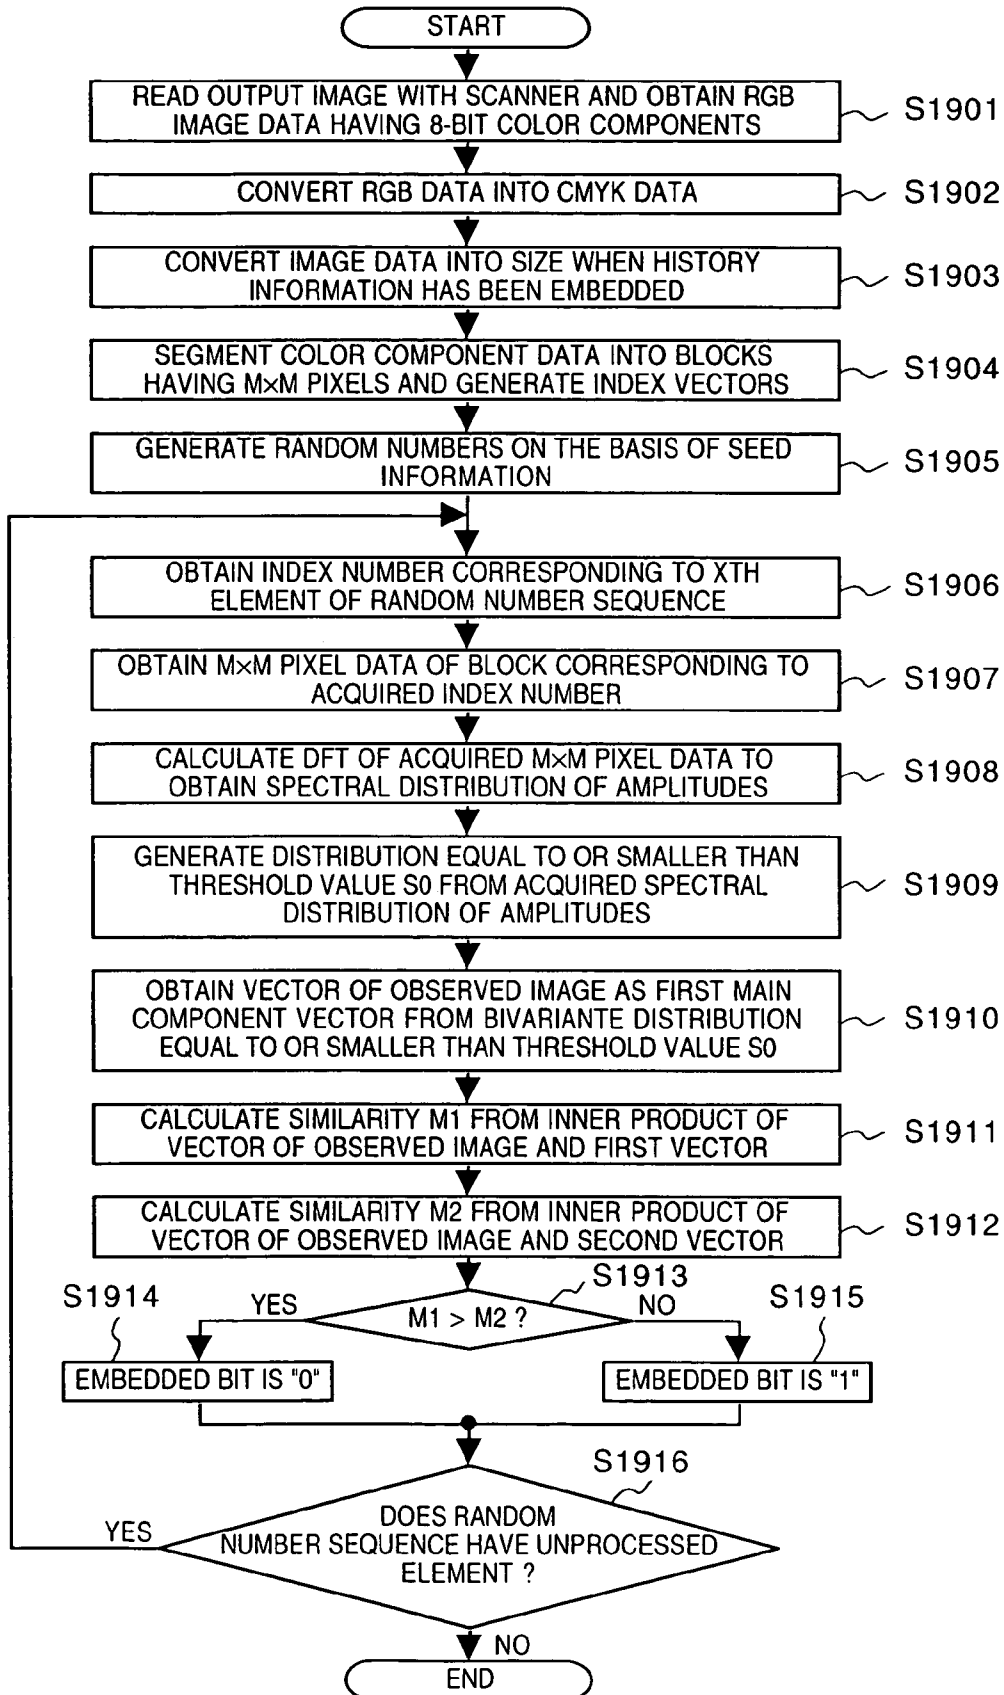 START
READ OUTPUT IMAGE WITH SCANNER AND OBTAIN RGB
IMAGE DATA HAVING 8-BIT COLOR COMPONENTS
S1901
CONVERT RGB DATA INTO CMYK DATA
S1902
CONVERT IMAGE DATA INTO SIZE WHEN HISTORY
INFORMATION HAS BEEN EMBEDDED
S1903
SEGMENT COLOR COMPONENT DATA INTO BLOCKS
HAVING M×M PIXELS AND GENERATE INDEX VECTORS
S1904
GENERATE RANDOM NUMBERS ON THE BASIS OF SEED
INFORMATION
S1905
OBTAIN INDEX NUMBER CORRESPONDING TO XTH
ELEMENT OF RANDOM NUMBER SEQUENCE
S1906
OBTAIN M×M PIXEL DATA OF BLOCK CORRESPONDING TO
ACQUIRED INDEX NUMBER
S1907
CALCULATE DFT OF ACQUIRED M×M PIXEL DATA TO
OBTAIN SPECTRAL DISTRIBUTION OF AMPLITUDES
S1908
GENERATE DISTRIBUTION EQUAL TO OR SMALLER THAN
THRESHOLD VALUE S0 FROM ACQUIRED SPECTRAL
DISTRIBUTION OF AMPLITUDES
S1909
OBTAIN VECTOR OF OBSERVED IMAGE AS FIRST MAIN
COMPONENT VECTOR FROM BIVARIANTE DISTRIBUTION
EQUAL TO OR SMALLER THAN THRESHOLD VALUE S0
S1910
CALCULATE SIMILARITY M1 FROM INNER PRODUCT OF
VECTOR OF OBSERVED IMAGE AND FIRST VECTOR
S1911
CALCULATE SIMILARITY M2 FROM INNER PRODUCT OF
VECTOR OF OBSERVED IMAGE AND SECOND VECTOR
S1912
S1913
M1 > M2 ?
YES
NO
S1914
EMBEDDED BIT IS "0"
S1915
EMBEDDED BIT IS "1"
S1916
DOES RANDOM
NUMBER SEQUENCE HAVE UNPROCESSED
ELEMENT ?
YES
NO
END